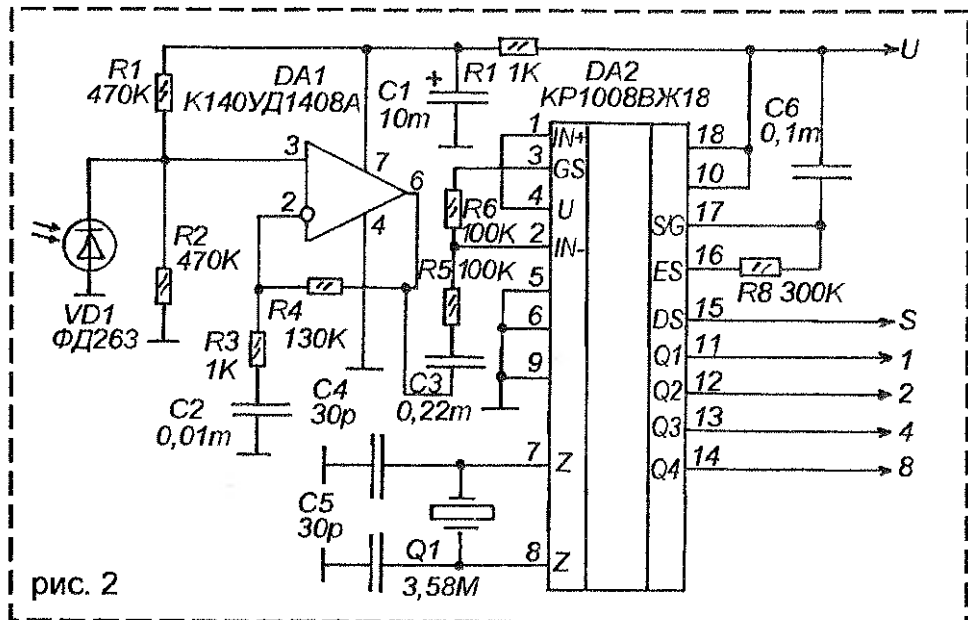 U
R1
470K
DA1
К140УД1408А
C1
10m
+
R1 1K
DA2
КР1008ВЖ18
C6
0,1m
3
2
7
6
4
R2
470K
VD1
ФД263
R3
1K
R4
130K
C2
0,01m
R6
100K
R5 100K
C3
0,22m
C4
30p
C5
30p
Q1
3,58M
1 IN+
3 GS
4 U
2 IN-
5
6
9
7 Z
8 Z
18
10
S/G 17
ES 16
R8 300K
DS 15 S
Q1 11 1
Q2 12 2
Q3 13 4
Q4 14 8
рис. 2